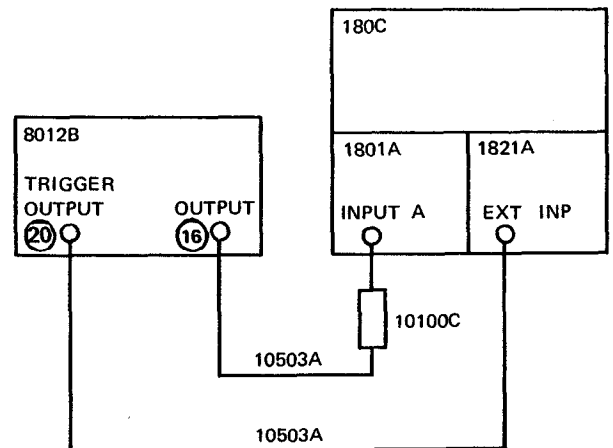 180C
8012B
1801A
1821A
TRIGGER
OUTPUT
OUTPUT
INPUT A
EXT INP
20
16
10100C
10503A
10503A